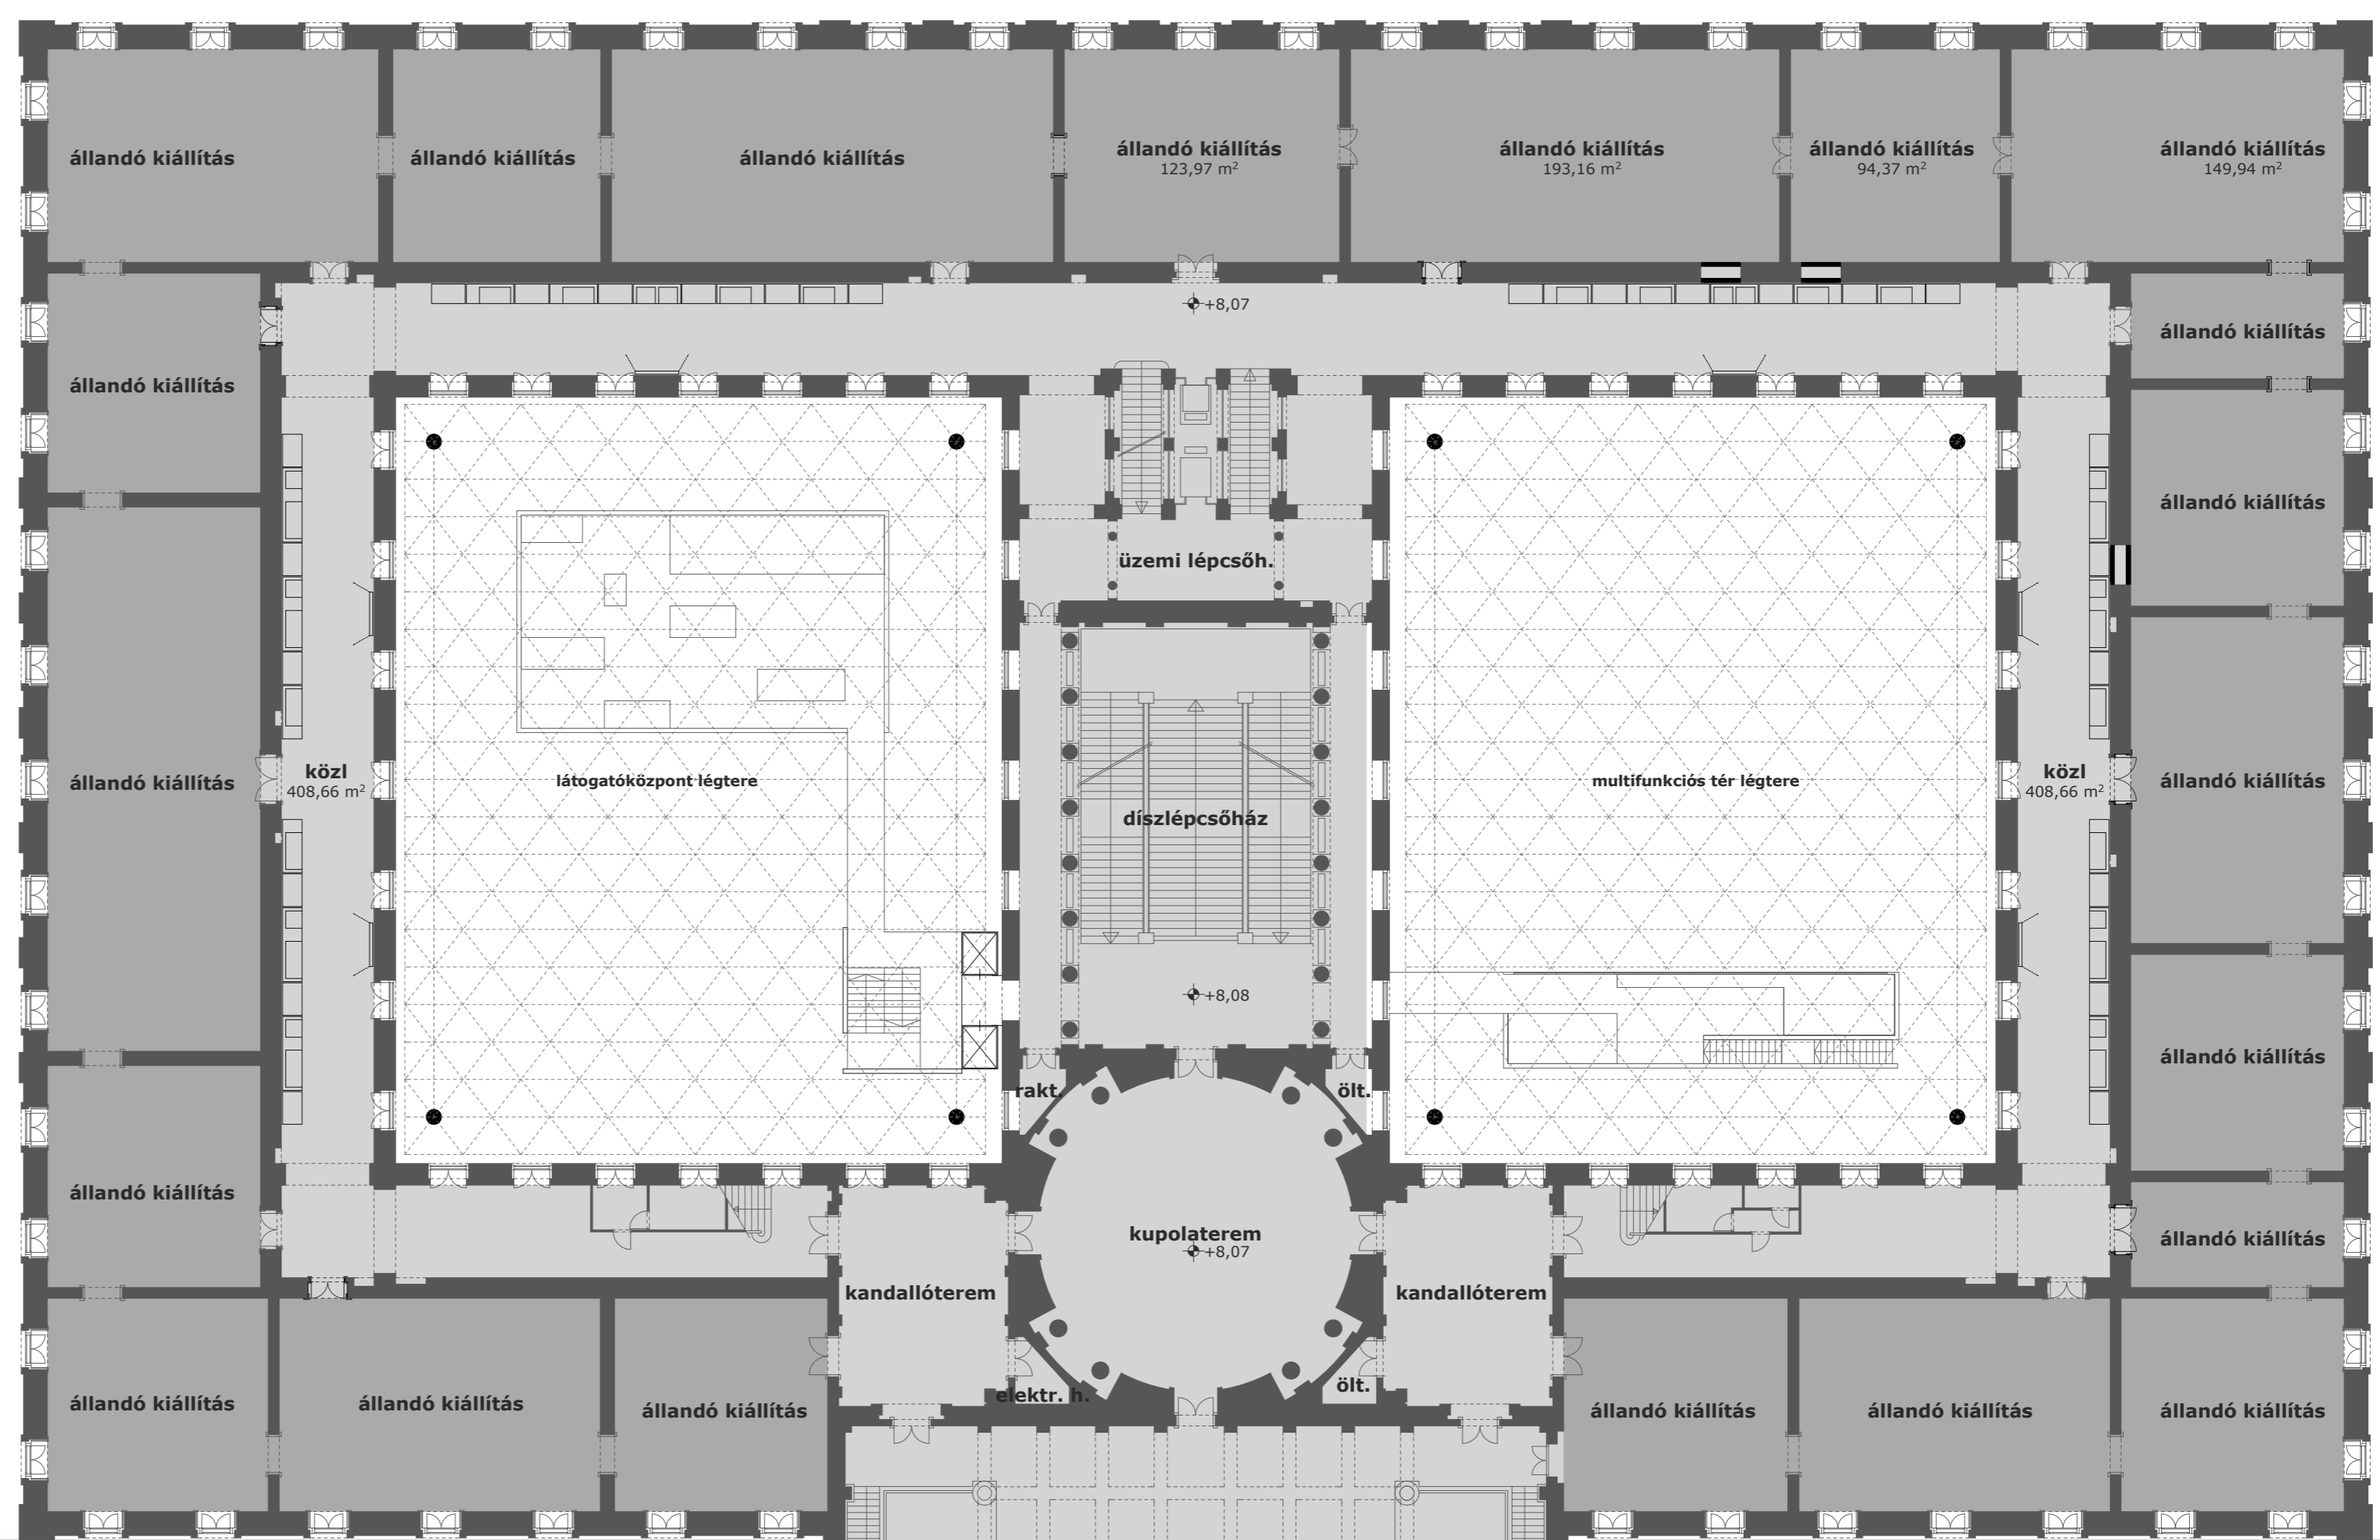 állandó kiállítás
állandó kiállítás
állandó kiállítás
állandó kiállítás
123,97 m²
állandó kiállítás
193,16 m²
állandó kiállítás
94,37 m²
állandó kiállítás
149,94 m²
+8,07
állandó kiállítás
állandó kiállítás
állandó kiállítás
üzemi lépcsőh.
állandó kiállítás
közl
408,66 m²
látogatóközpont légtere
díszlépcsőház
multifunkciós tér légtere
közl
408,66 m²
állandó kiállítás
+8,08
állandó kiállítás
rakt.
ölt.
állandó kiállítás
kupolaterem
+8,07
állandó kiállítás
kandallóterem
kandallóterem
elektr. h.
ölt.
állandó kiállítás
állandó kiállítás
állandó kiállítás
állandó kiállítás
állandó kiállítás
állandó kiállítás